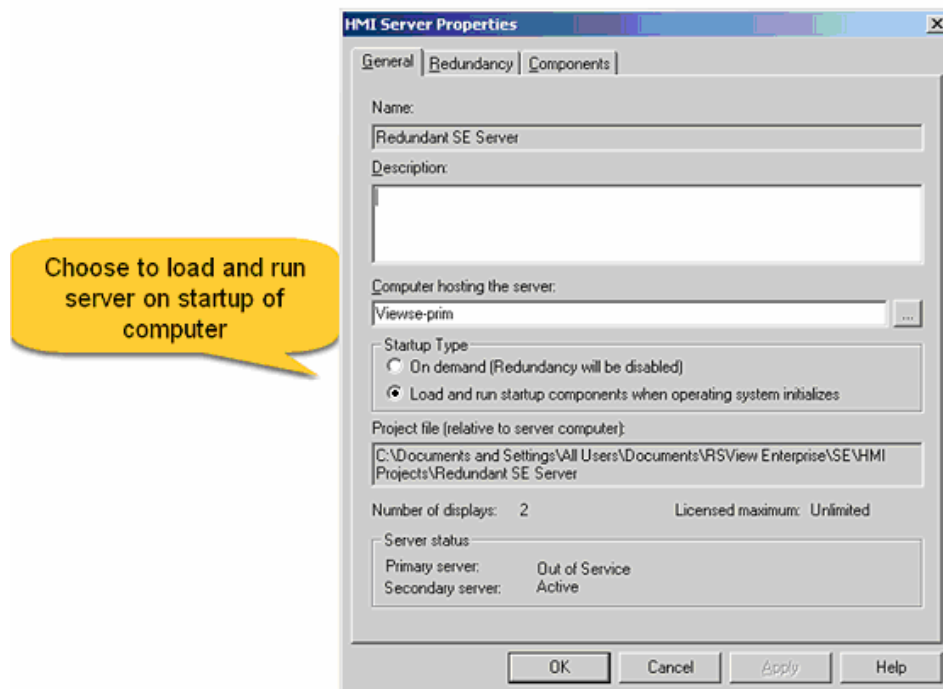 HMI Server Properties
General
Redundancy
Components
Name:
Redundant SE Server
Description:
Choose to load and run
server on startup of
computer
Computer hosting the server:
Viewse-prim
...
Startup Type
On demand (Redundancy will be disabled)
Load and run startup components when operating system initializes
Project file (relative to server computer):
C:\Documents and Settings\All Users\Documents\RSView Enterprise\SE\HMI
Projects\Redundant SE Server
Number of displays: 2 Licensed maximum: Unlimited
Server status
Primary server: Out of Service
Secondary server: Active
OK Cancel Apply Help